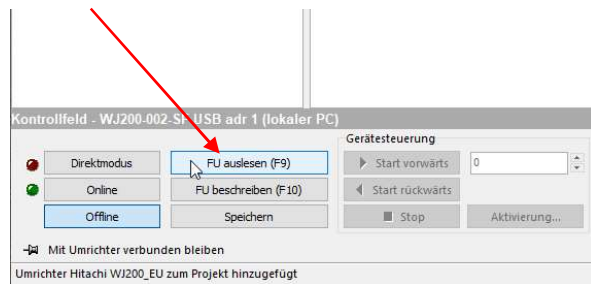 Kontrollfeld - WJ200-002-SF USB adr 1 (lokaler PC)
Gerätesteuerung
Direktmodus FU auslesen (F9) Start vorwärts 0
Online FU beschreiben (F10) Start rückwärts
Offline Speichern Stop Aktivierung...
Mit Umrichter verbunden bleiben
Umrichter Hitachi WJ200_EU zum Projekt hinzugefügt